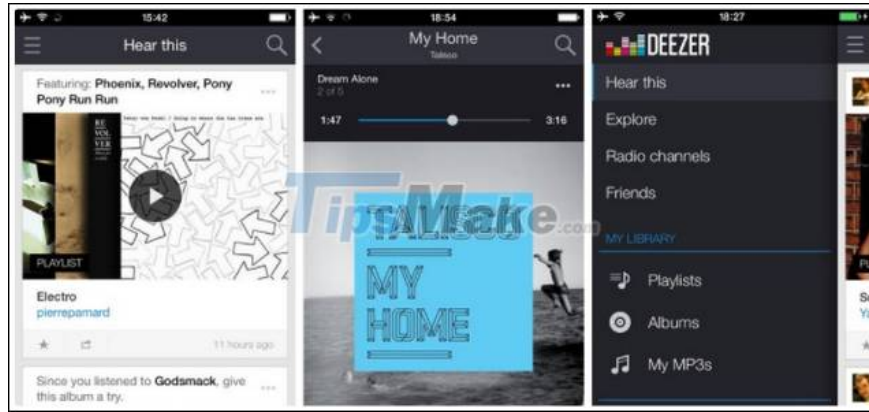 15:42
Hear this
Featuring: Phoenix, Revolver, Pony
Pony Run Run
RE
VOL
VER
PLAYLIST
Electro
pierrepamard
11 hours ago
Since you listened to Godsmack, give
this album a try.
18:54
My Home
Talisco
Dream Alone
2 of 5
1:47
3:16
TALISCO
MY
HOME
TipsMake.com
18:27
DEEZER
Hear this
Explore
Radio channels
Friends
MY LIBRARY
Playlists
Albums
My MP3s